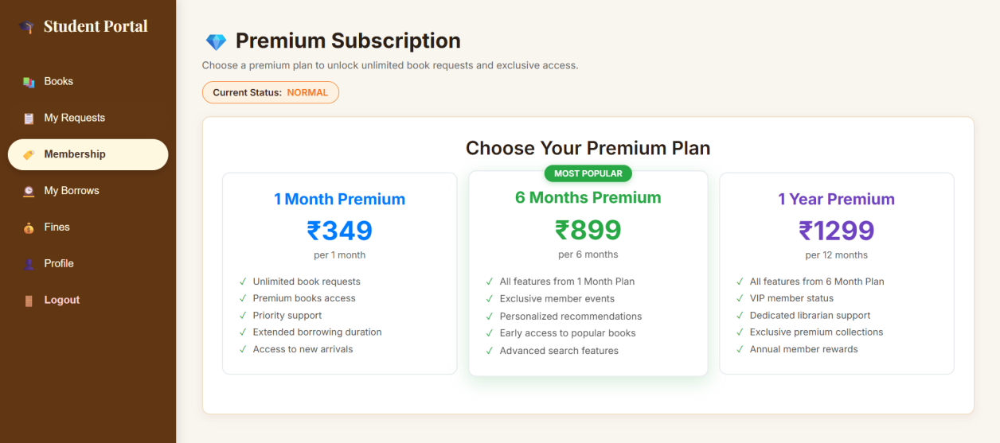 Student Portal
Books
My Requests
Membership
My Borrows
Fines
Profile
Logout
Premium Subscription
Choose a premium plan to unlock unlimited book requests and exclusive access.
Current Status: NORMAL
Choose Your Premium Plan
1 Month Premium
₹349
per 1 month
✓ Unlimited book requests
✓ Premium books access
✓ Priority support
✓ Extended borrowing duration
✓ Access to new arrivals
MOST POPULAR
6 Months Premium
₹899
per 6 months
✓ All features from 1 Month Plan
✓ Exclusive member events
✓ Personalized recommendations
✓ Early access to popular books
✓ Advanced search features
1 Year Premium
₹1299
per 12 months
✓ All features from 6 Month Plan
✓ VIP member status
✓ Dedicated librarian support
✓ Exclusive premium collections
✓ Annual member rewards